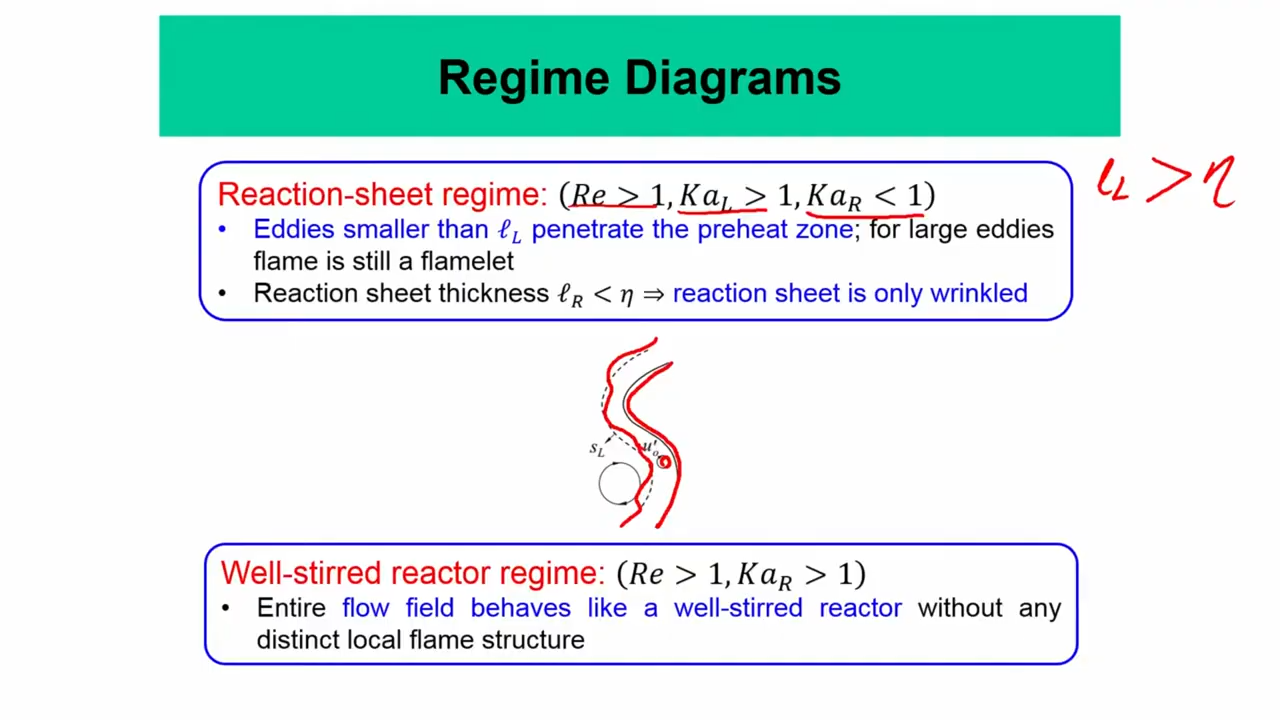 Regime Diagrams
Reaction-sheet regime: (Re > 1, Ka_L > 1, Ka_R < 1)
ℓ_L > η
• Eddies smaller than ℓ_L penetrate the preheat zone; for large eddies
flame is still a flamelet
• Reaction sheet thickness ℓ_R < η ⇒ reaction sheet is only wrinkled
s_L
u'_o
Well-stirred reactor regime: (Re > 1, Ka_R > 1)
• Entire flow field behaves like a well-stirred reactor without any
distinct local flame structure